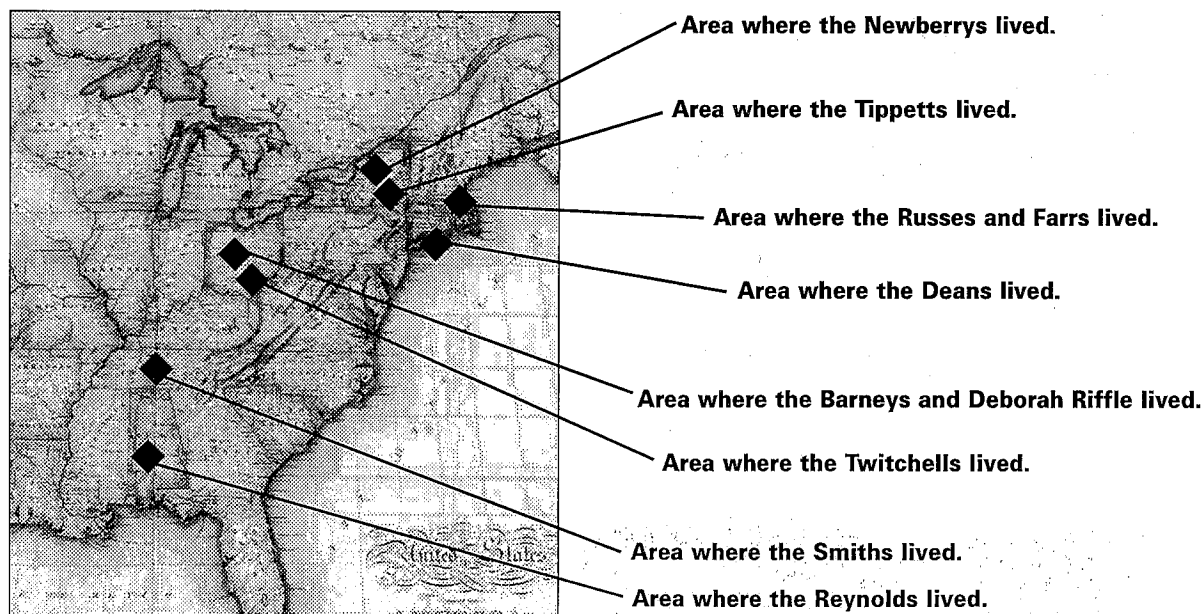 Area where the Newberrys lived.
Area where the Tippetts lived.
Area where the Russes and Farrs lived.
Area where the Deans lived.
Area where the Barneys and Deborah Riffle lived.
Area where the Twitchells lived.
United States
Area where the Smiths lived.
Area where the Reynolds lived.